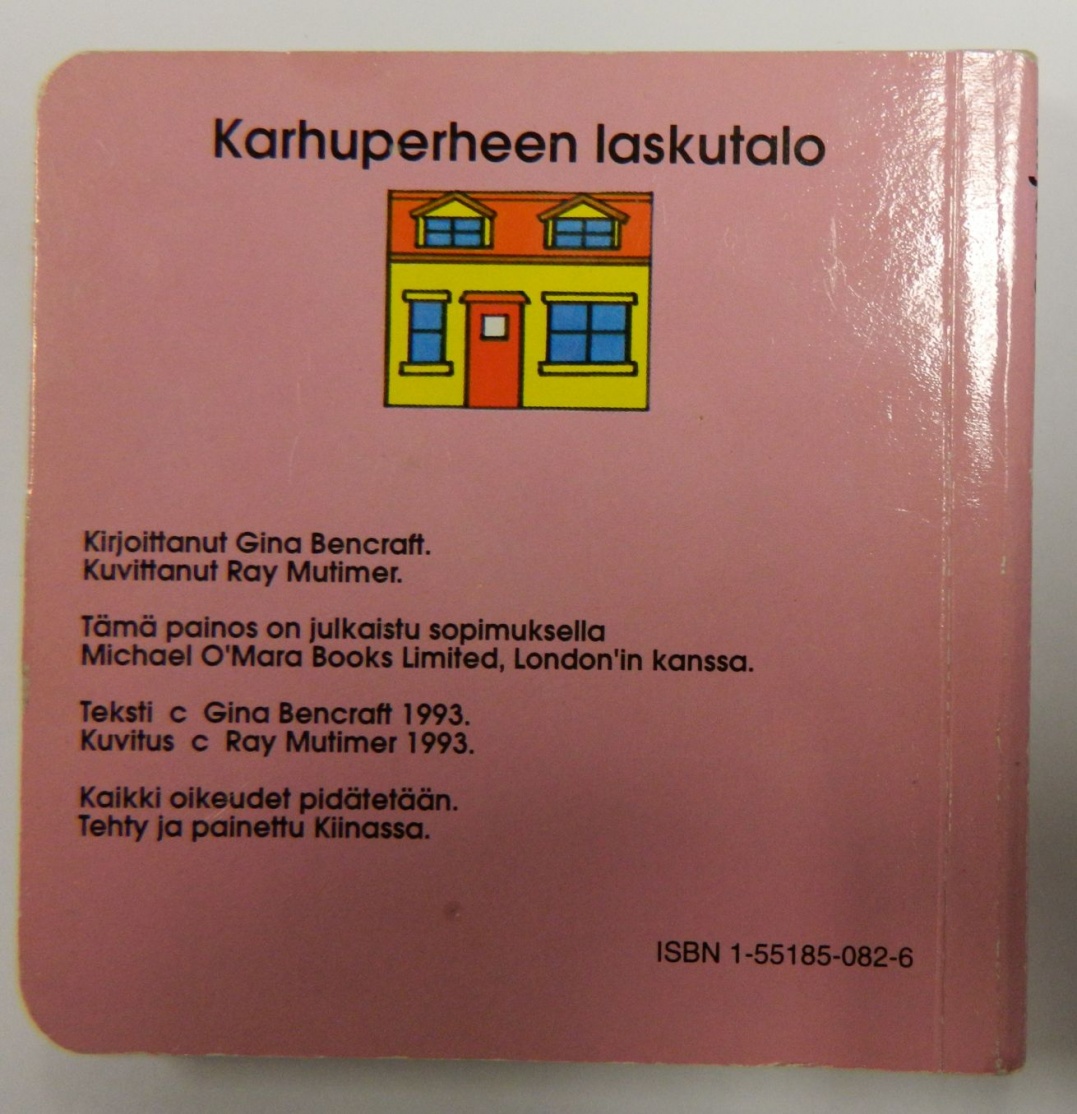 Karhuperheen laskutalo
Kirjoittanut Gina Bencraft.
Kuvittanut Ray Mutimer.
Tämä painos on julkaistu sopimuksella
Michael O'Mara Books Limited, London'in kanssa.
Teksti c Gina Bencraft 1993.
Kuvitus c Ray Mutimer 1993.
Kaikki oikeudet pidätetään.
Tehty ja painettu Kiinassa.
ISBN 1-55185-082-6